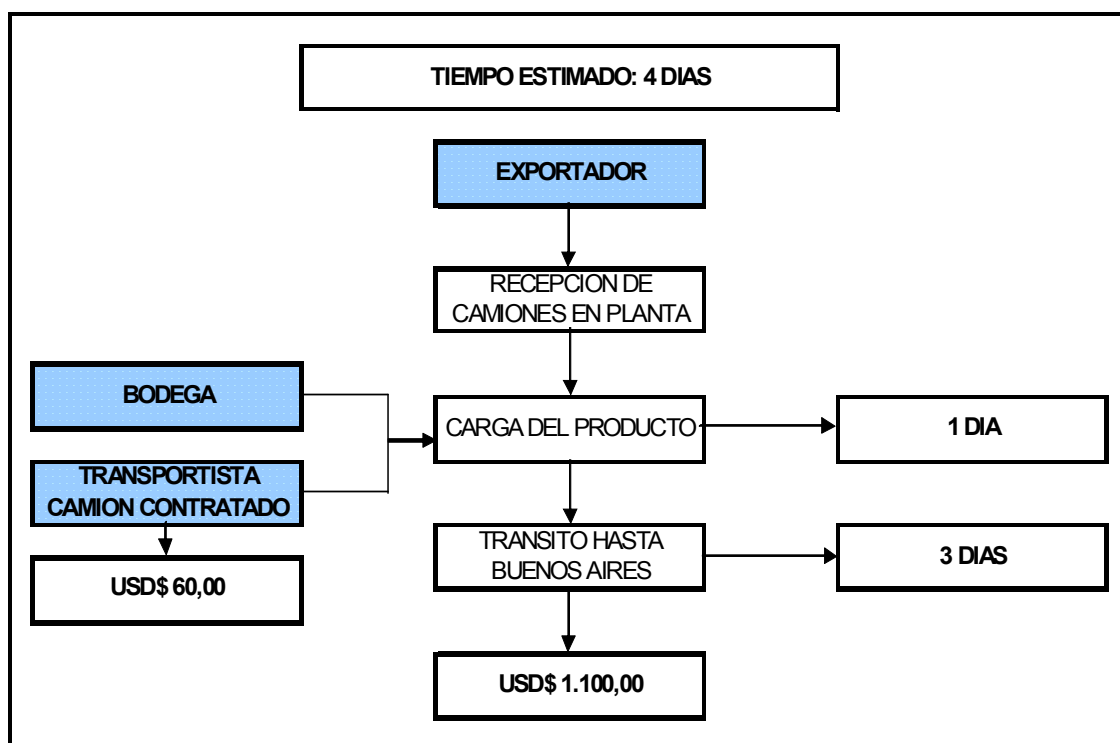 TIEMPO ESTIMADO: 4 DIAS
EXPORTADOR
RECEPCION DE
CAMIONES EN PLANTA
BODEGA
CARGA DEL PRODUCTO
1 DIA
TRANSPORTISTA
CAMION CONTRATADO
TRANSITO HASTA
BUENOS AIRES
3 DIAS
USD$ 60,00
USD$ 1.100,00